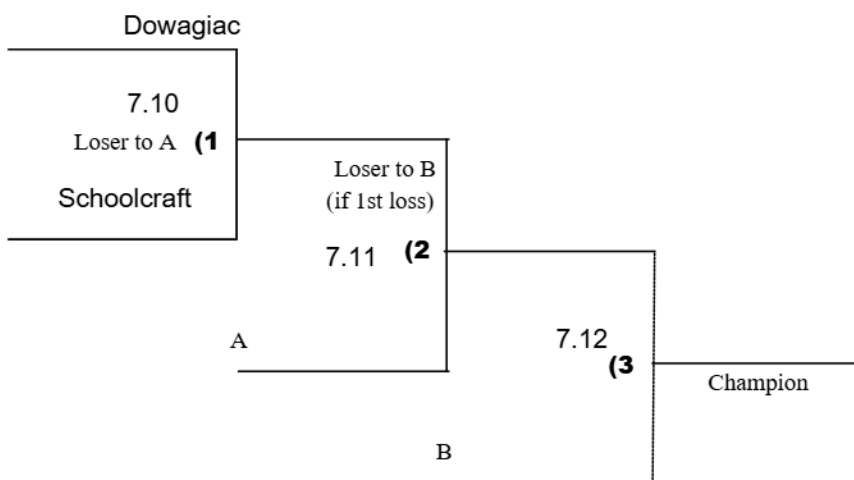 Dowagiac
7.10
Loser to A (1
Schoolcraft
Loser to B
(if 1st loss)
7.11 (2
A
7.12
(3
Champion
B